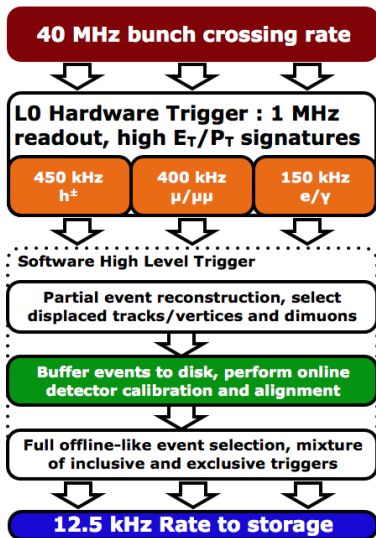 40 MHz bunch crossing rate
L0 Hardware Trigger : 1 MHz
readout, high E_T/P_T signatures
450 kHz
h±
400 kHz
μ/μμ
150 kHz
e/γ
Software High Level Trigger
Partial event reconstruction, select
displaced tracks/vertices and dimuons
Buffer events to disk, perform online
detector calibration and alignment
Full offline-like event selection, mixture
of inclusive and exclusive triggers
12.5 kHz Rate to storage